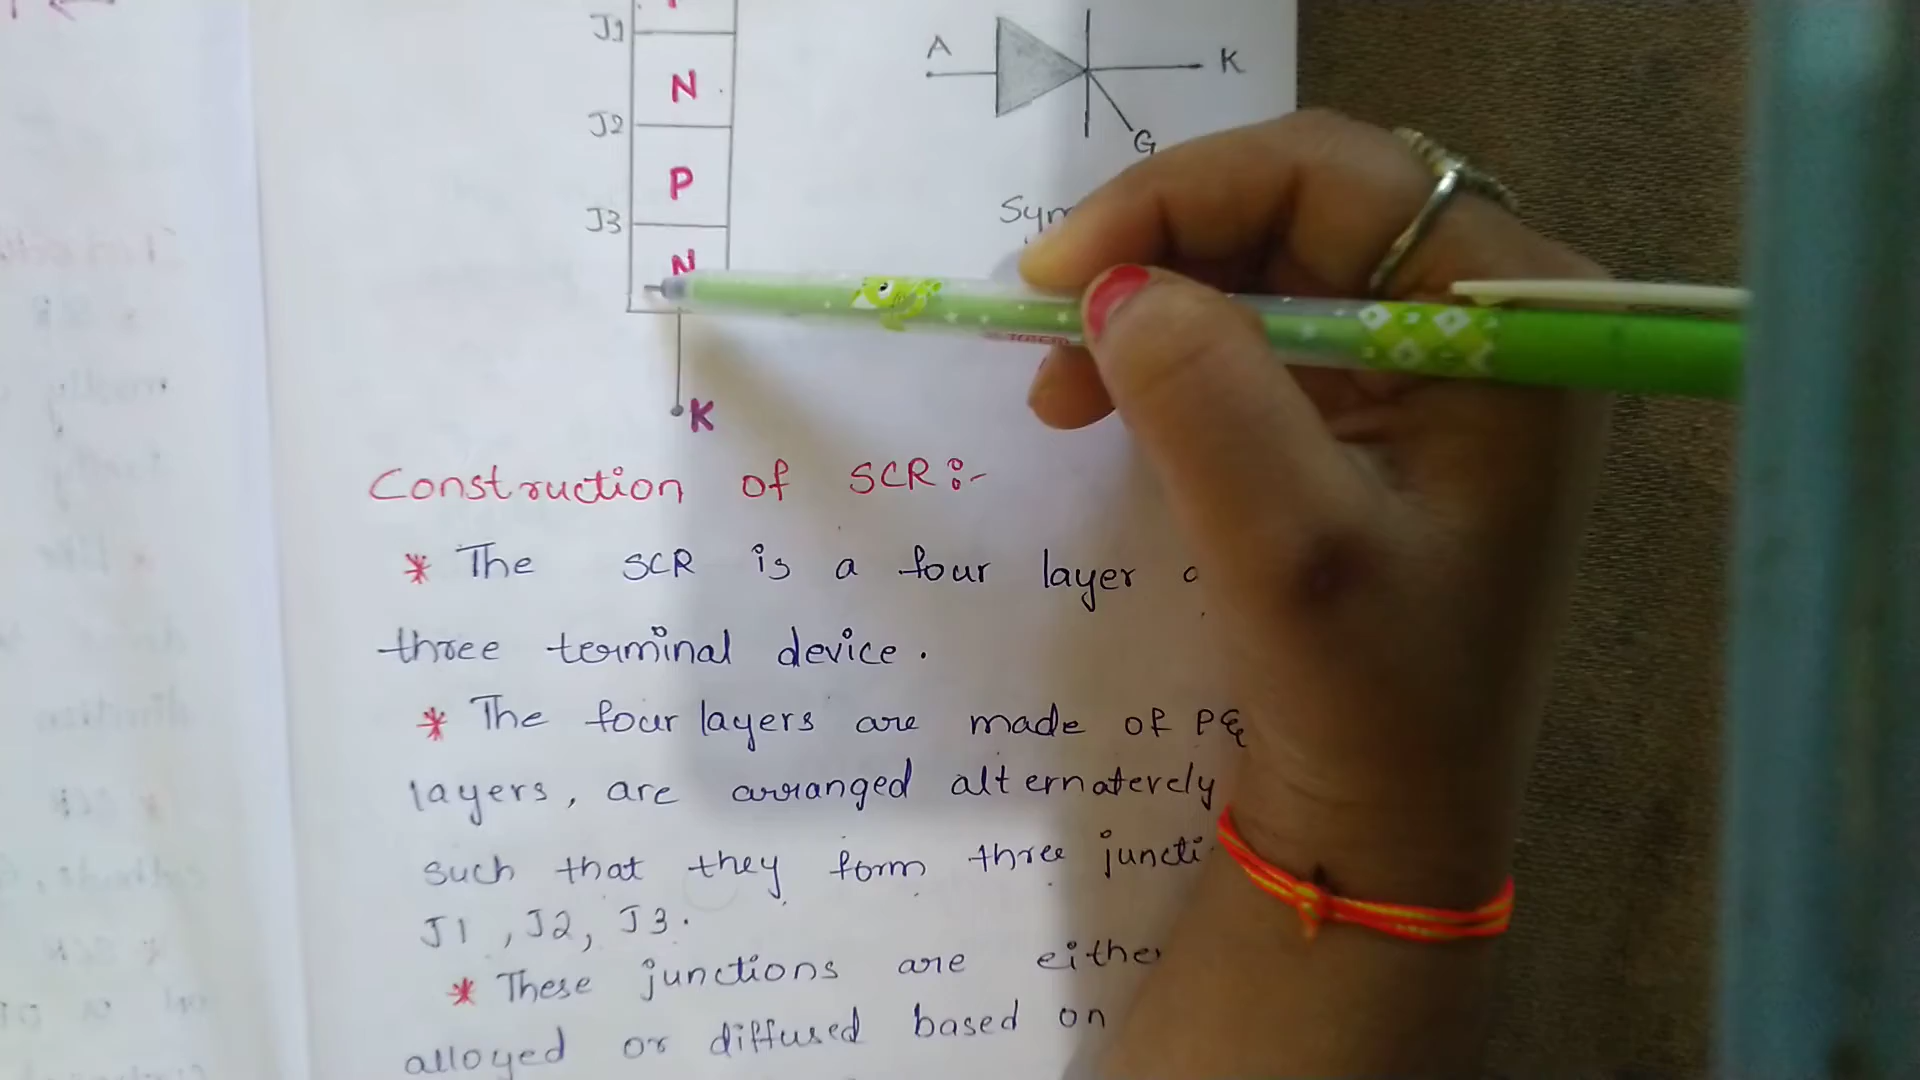 J1
N
J2
P
J3
N
K
A
K
G
Construction of SCR:-
* The SCR is a four layer
three terminal device.
* The four layers are made of P&
layers, are arranged alternaterely
such that they form three
J1, J2, J3.
* These junctions are
alloyed or diffused based on